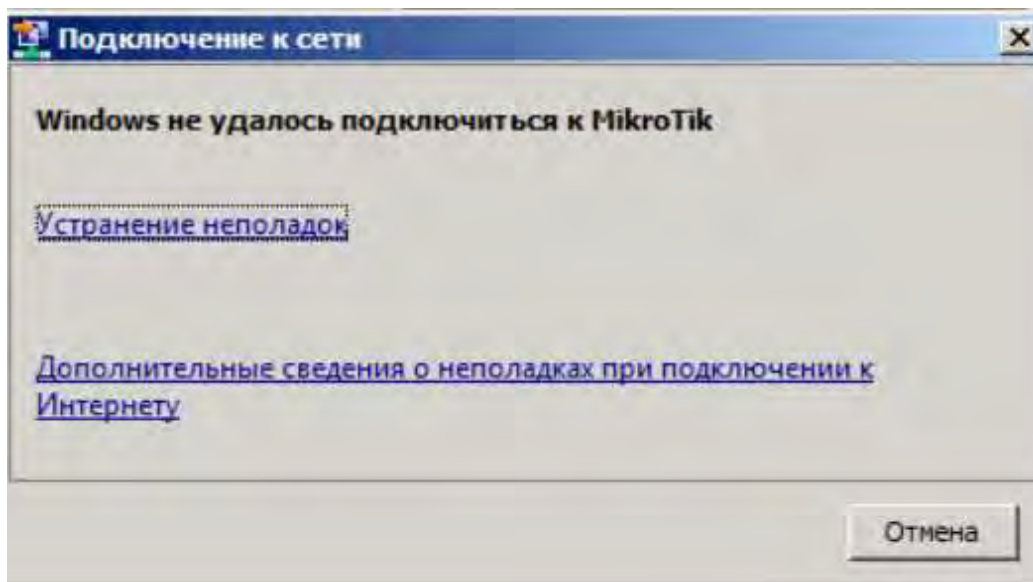 Подключение к сети
Windows не удалось подключиться к MikroTik
Устранение неполадок
Дополнительные сведения о неполадках при подключении к
Интернету
Отмена